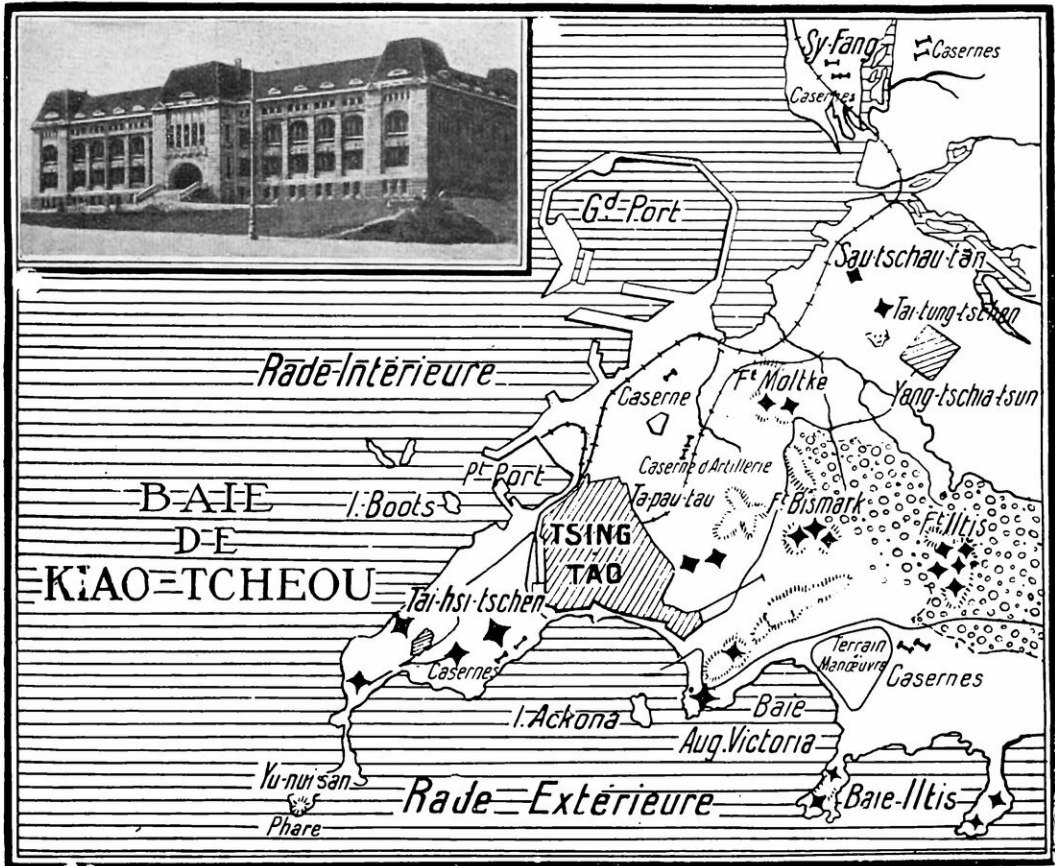 Sy-Fang
Casernes
Casernes
Gd-Port
Sau-tschau-tan
Tai-tung-tschen
Rade-Intérieure
Ft Moltke
Caserne
Yang-tschia-tsun
Caserne d'Artillerie
Pt Port
I. Boots
Ta-pau-tau
Ft Bismark
Ft Iltis
BAIE
DE
KIAO-TCHEOU
TSING
TAO
Tai-hsi-tschen
Casernes
Terrain
Manœuvre
Casernes
I. Ackona
Baie
Aug. Victoria
Yu-nui-san
Phare
Rade Extérieure
Baie-Iltis